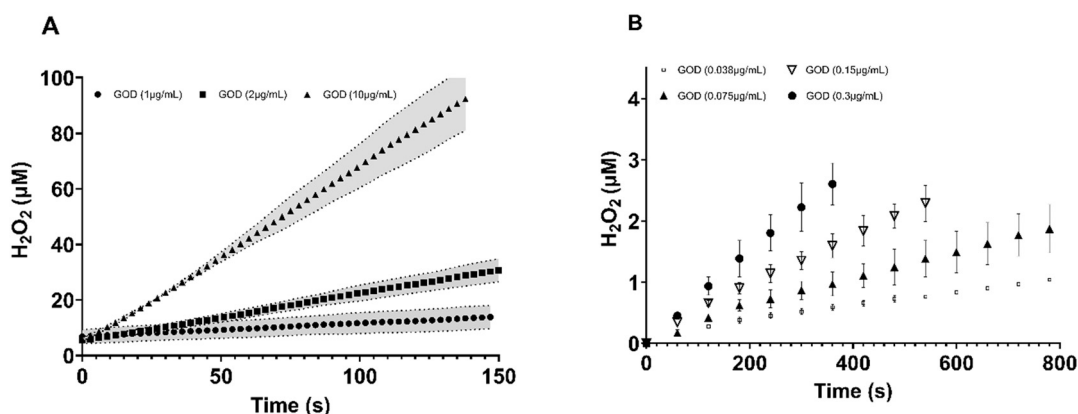 A
H₂O₂ (µM)
100
80
60
40
20
0
GOD (1µg/mL) GOD (2µg/mL) GOD (10µg/mL)
0 50 100 150
Time (s)
B
H₂O₂ (µM)
4
3
2
1
0
GOD (0.038µg/mL) GOD (0.15µg/mL)
GOD (0.075µg/mL) GOD (0.3µg/mL)
0 200 400 600 800
Time (s)